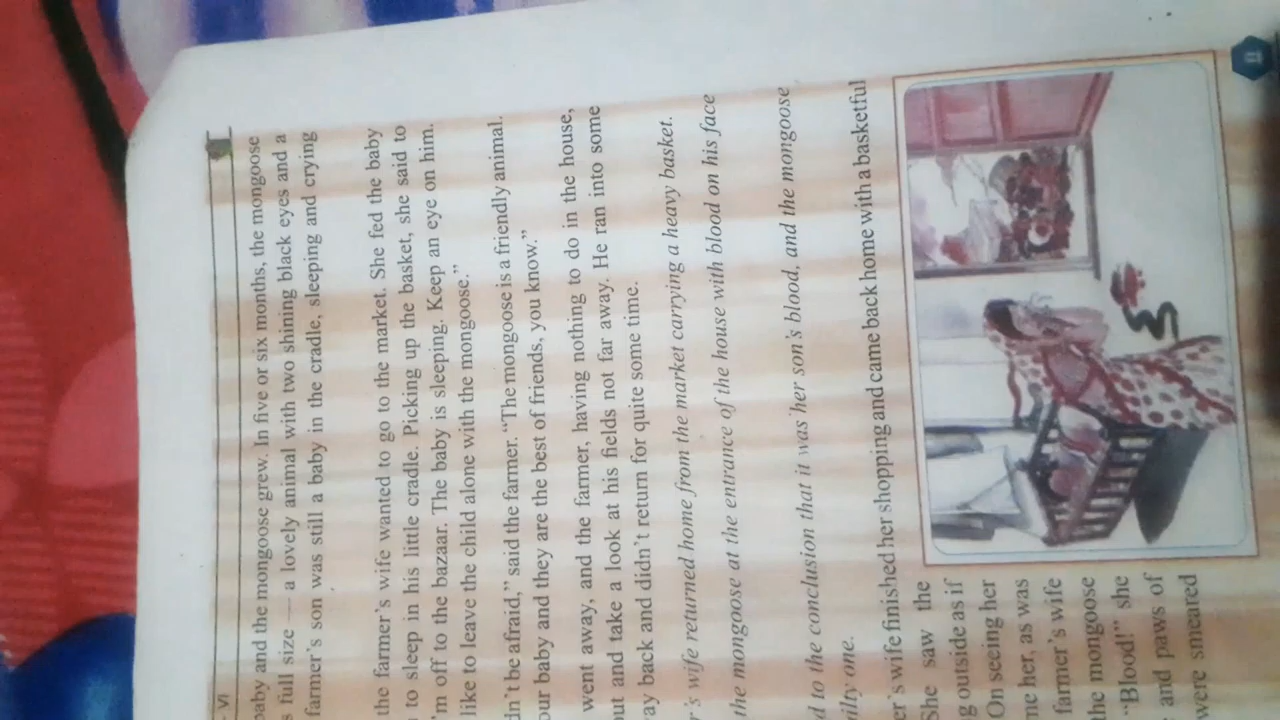 VI
baby and the mongoose grew. In five or six months, the mongoose
s full size — a lovely animal with two shining black eyes and a
farmer's son was still a baby in the cradle, sleeping and crying
the farmer's wife wanted to go to the market. She fed the baby
to sleep in his little cradle. Picking up the basket, she said to
'm off to the bazaar. The baby is sleeping. Keep an eye on him.
like to leave the child alone with the mongoose."
dn't be afraid," said the farmer. "The mongoose is a friendly animal.
our baby and they are the best of friends, you know."
went away, and the farmer, having nothing to do in the house,
out and take a look at his fields not far away. He ran into some
ay back and didn't return for quite some time.
r's wife returned home from the market carrying a heavy basket.
the mongoose at the entrance of the house with blood on his face
d to the conclusion that it was her son's blood, and the mongoose
ilty one.
er's wife finished her shopping and came back home with a basketful
She saw the
g outside as if
On seeing her
me her, as was
farmer's wife
the mongoose
"Blood!" she
and paws of
were smeared
11